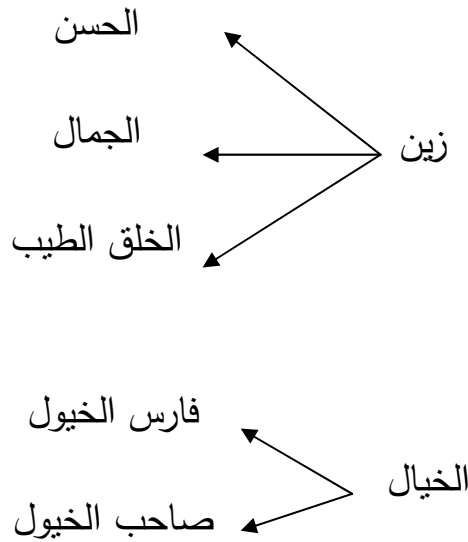 الحسن
زين
الجمال
الخلق الطيب
فارس الخيول
الخيال
صاحب الخيول